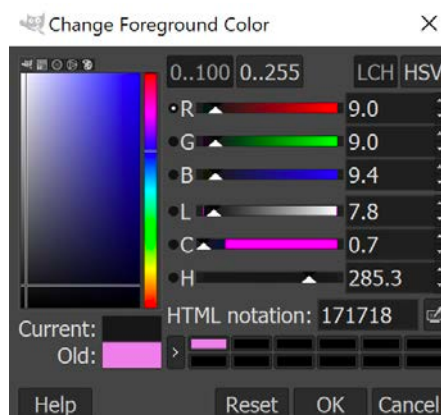 Change Foreground Color
0..100 0..255 LCH HSV
R 9.0
G 9.0
B 9.4
L 7.8
C 0.7
H 285.3
HTML notation: 171718
Current:
Old:
Help Reset OK Cancel